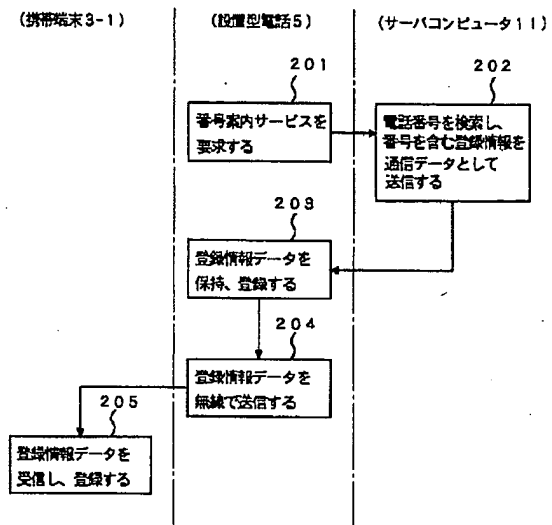 (携帯端末3-1)
(設置型電話5)
(サーバコンピュータ11)
201
番号案内サービスを
要求する
202
電話番号を検索し、
番号を含む登録情報を
通信データとして
送信する
203
登録情報データを
保持、登録する
204
登録情報データを
無線で送信する
205
登録情報データを
受信し、登録する